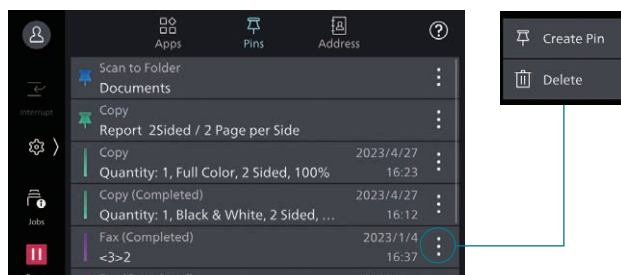 Apps
Pins
Address
Create Pin
Delete
Interrupt
Jobs
Scan to Folder
Documents
Copy
Report 2Sided / 2 Page per Side
Copy 2023/4/27
Quantity: 1, Full Color, 2 Sided, 100% 16:23
Copy (Completed) 2023/4/27
Quantity: 1, Black & White, 2 Sided, ... 16:12
Fax (Completed) 2023/1/4
<3>2 16:37